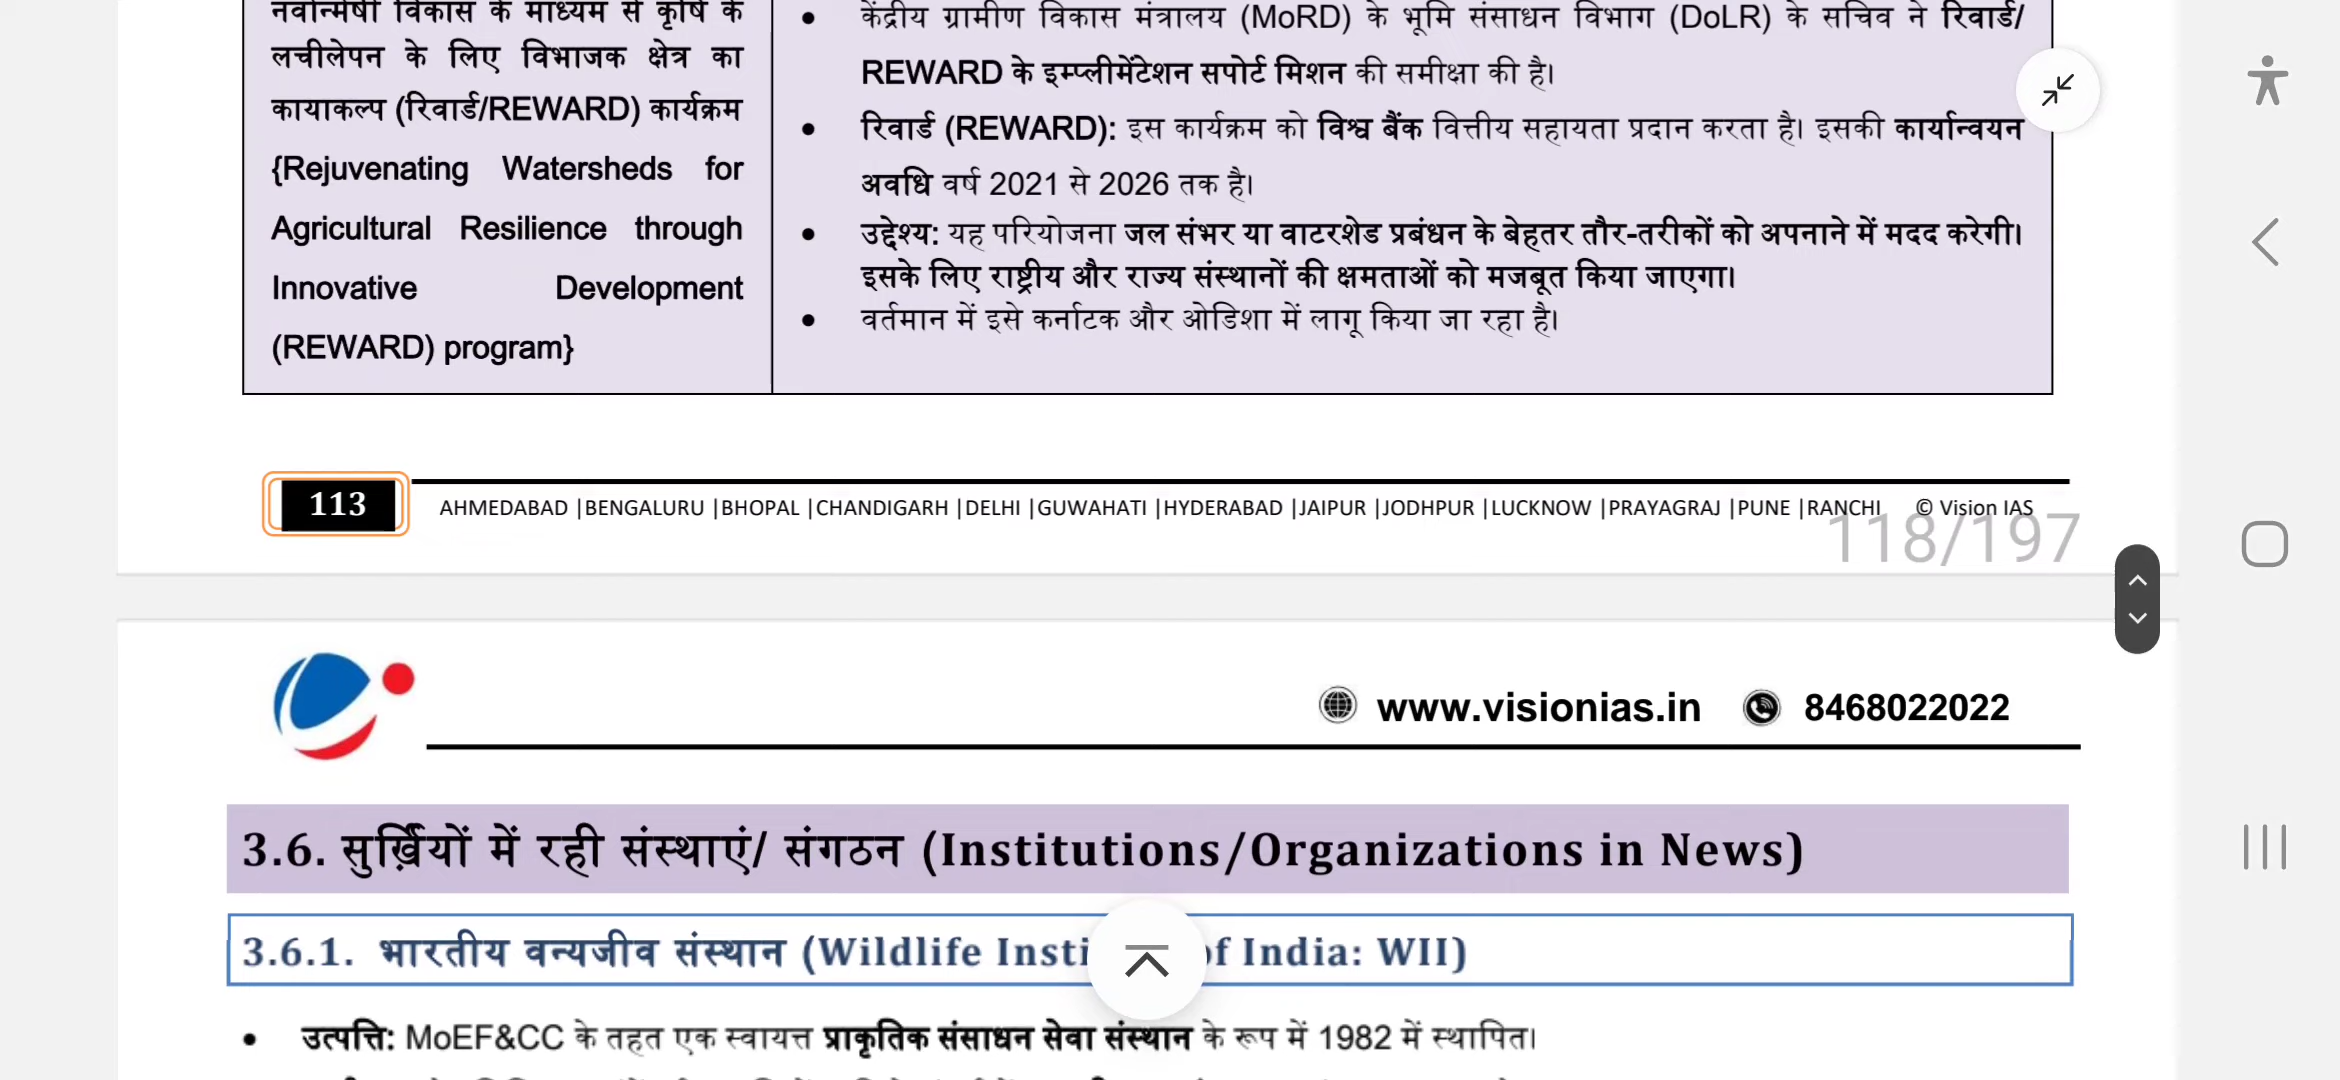 नवोन्मेषी विकास के माध्यम से कृषि के
लचीलेपन के लिए विभाजक क्षेत्र का
कायाकल्प (रिवार्ड/REWARD) कार्यक्रम
{Rejuvenating Watersheds for
Agricultural Resilience through
Innovative Development
(REWARD) program}
• केंद्रीय ग्रामीण विकास मंत्रालय (MoRD) के भूमि संसाधन विभाग (DoLR) के सचिव ने रिवार्ड/
REWARD के इम्प्लीमेंटेशन सपोर्ट मिशन की समीक्षा की है।
• रिवार्ड (REWARD): इस कार्यक्रम को विश्व बैंक वित्तीय सहायता प्रदान करता है। इसकी कार्यान्वयन
अवधि वर्ष 2021 से 2026 तक है।
• उद्देश्य: यह परियोजना जल संभर या वाटरशेड प्रबंधन के बेहतर तौर-तरीकों को अपनाने में मदद करेगी।
इसके लिए राष्ट्रीय और राज्य संस्थानों की क्षमताओं को मजबूत किया जाएगा।
• वर्तमान में इसे कर्नाटक और ओडिशा में लागू किया जा रहा है।
113 AHMEDABAD |BENGALURU |BHOPAL |CHANDIGARH |DELHI |GUWAHATI |HYDERABAD |JAIPUR |JODHPUR |LUCKNOW |PRAYAGRAJ |PUNE |RANCHI © Vision IAS
118/197
www.visionias.in 8468022022
3.6. सुर्ख़ियों में रही संस्थाएं/ संगठन (Institutions/Organizations in News)
3.6.1. भारतीय वन्यजीव संस्थान (Wildlife Insti of India: WII)
• उत्पत्ति: MoEF&CC के तहत एक स्वायत्त प्राकृतिक संसाधन सेवा संस्थान के रूप में 1982 में स्थापित।